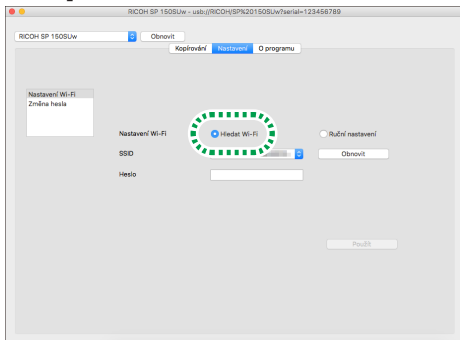 RICOH SP 150SUw - usb://RICOH/SP%20150SUw?serial=123456789
RICOH SP 150SUw Obnovit
Kopírování Nastavení O programu
Nastavení Wi-Fi
Změna hesla
Nastavení Wi-Fi Hledat Wi-Fi Ruční nastavení
SSID Obnovit
Heslo
Použít